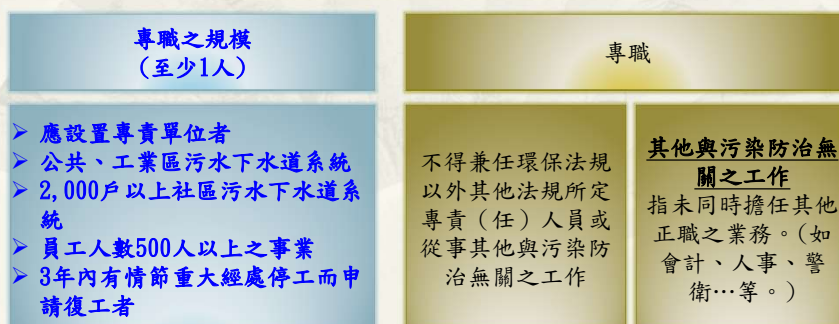 專職之規模
(至少1人)
➢ 應設置專責單位者
➢ 公共、工業區污水下水道系統
➢ 2,000戶以上社區污水下水道系
統
➢ 員工人數500人以上之事業
➢ 3年內有情節重大經處停工而申
請復工者
專職
不得兼任環保法規
以外其他法規所定
專責（任）人員或
從事其他與污染防
治無關之工作
其他與污染防治無
關之工作
指未同時擔任其他
正職之業務。(如
會計、人事、警
衛…等。)